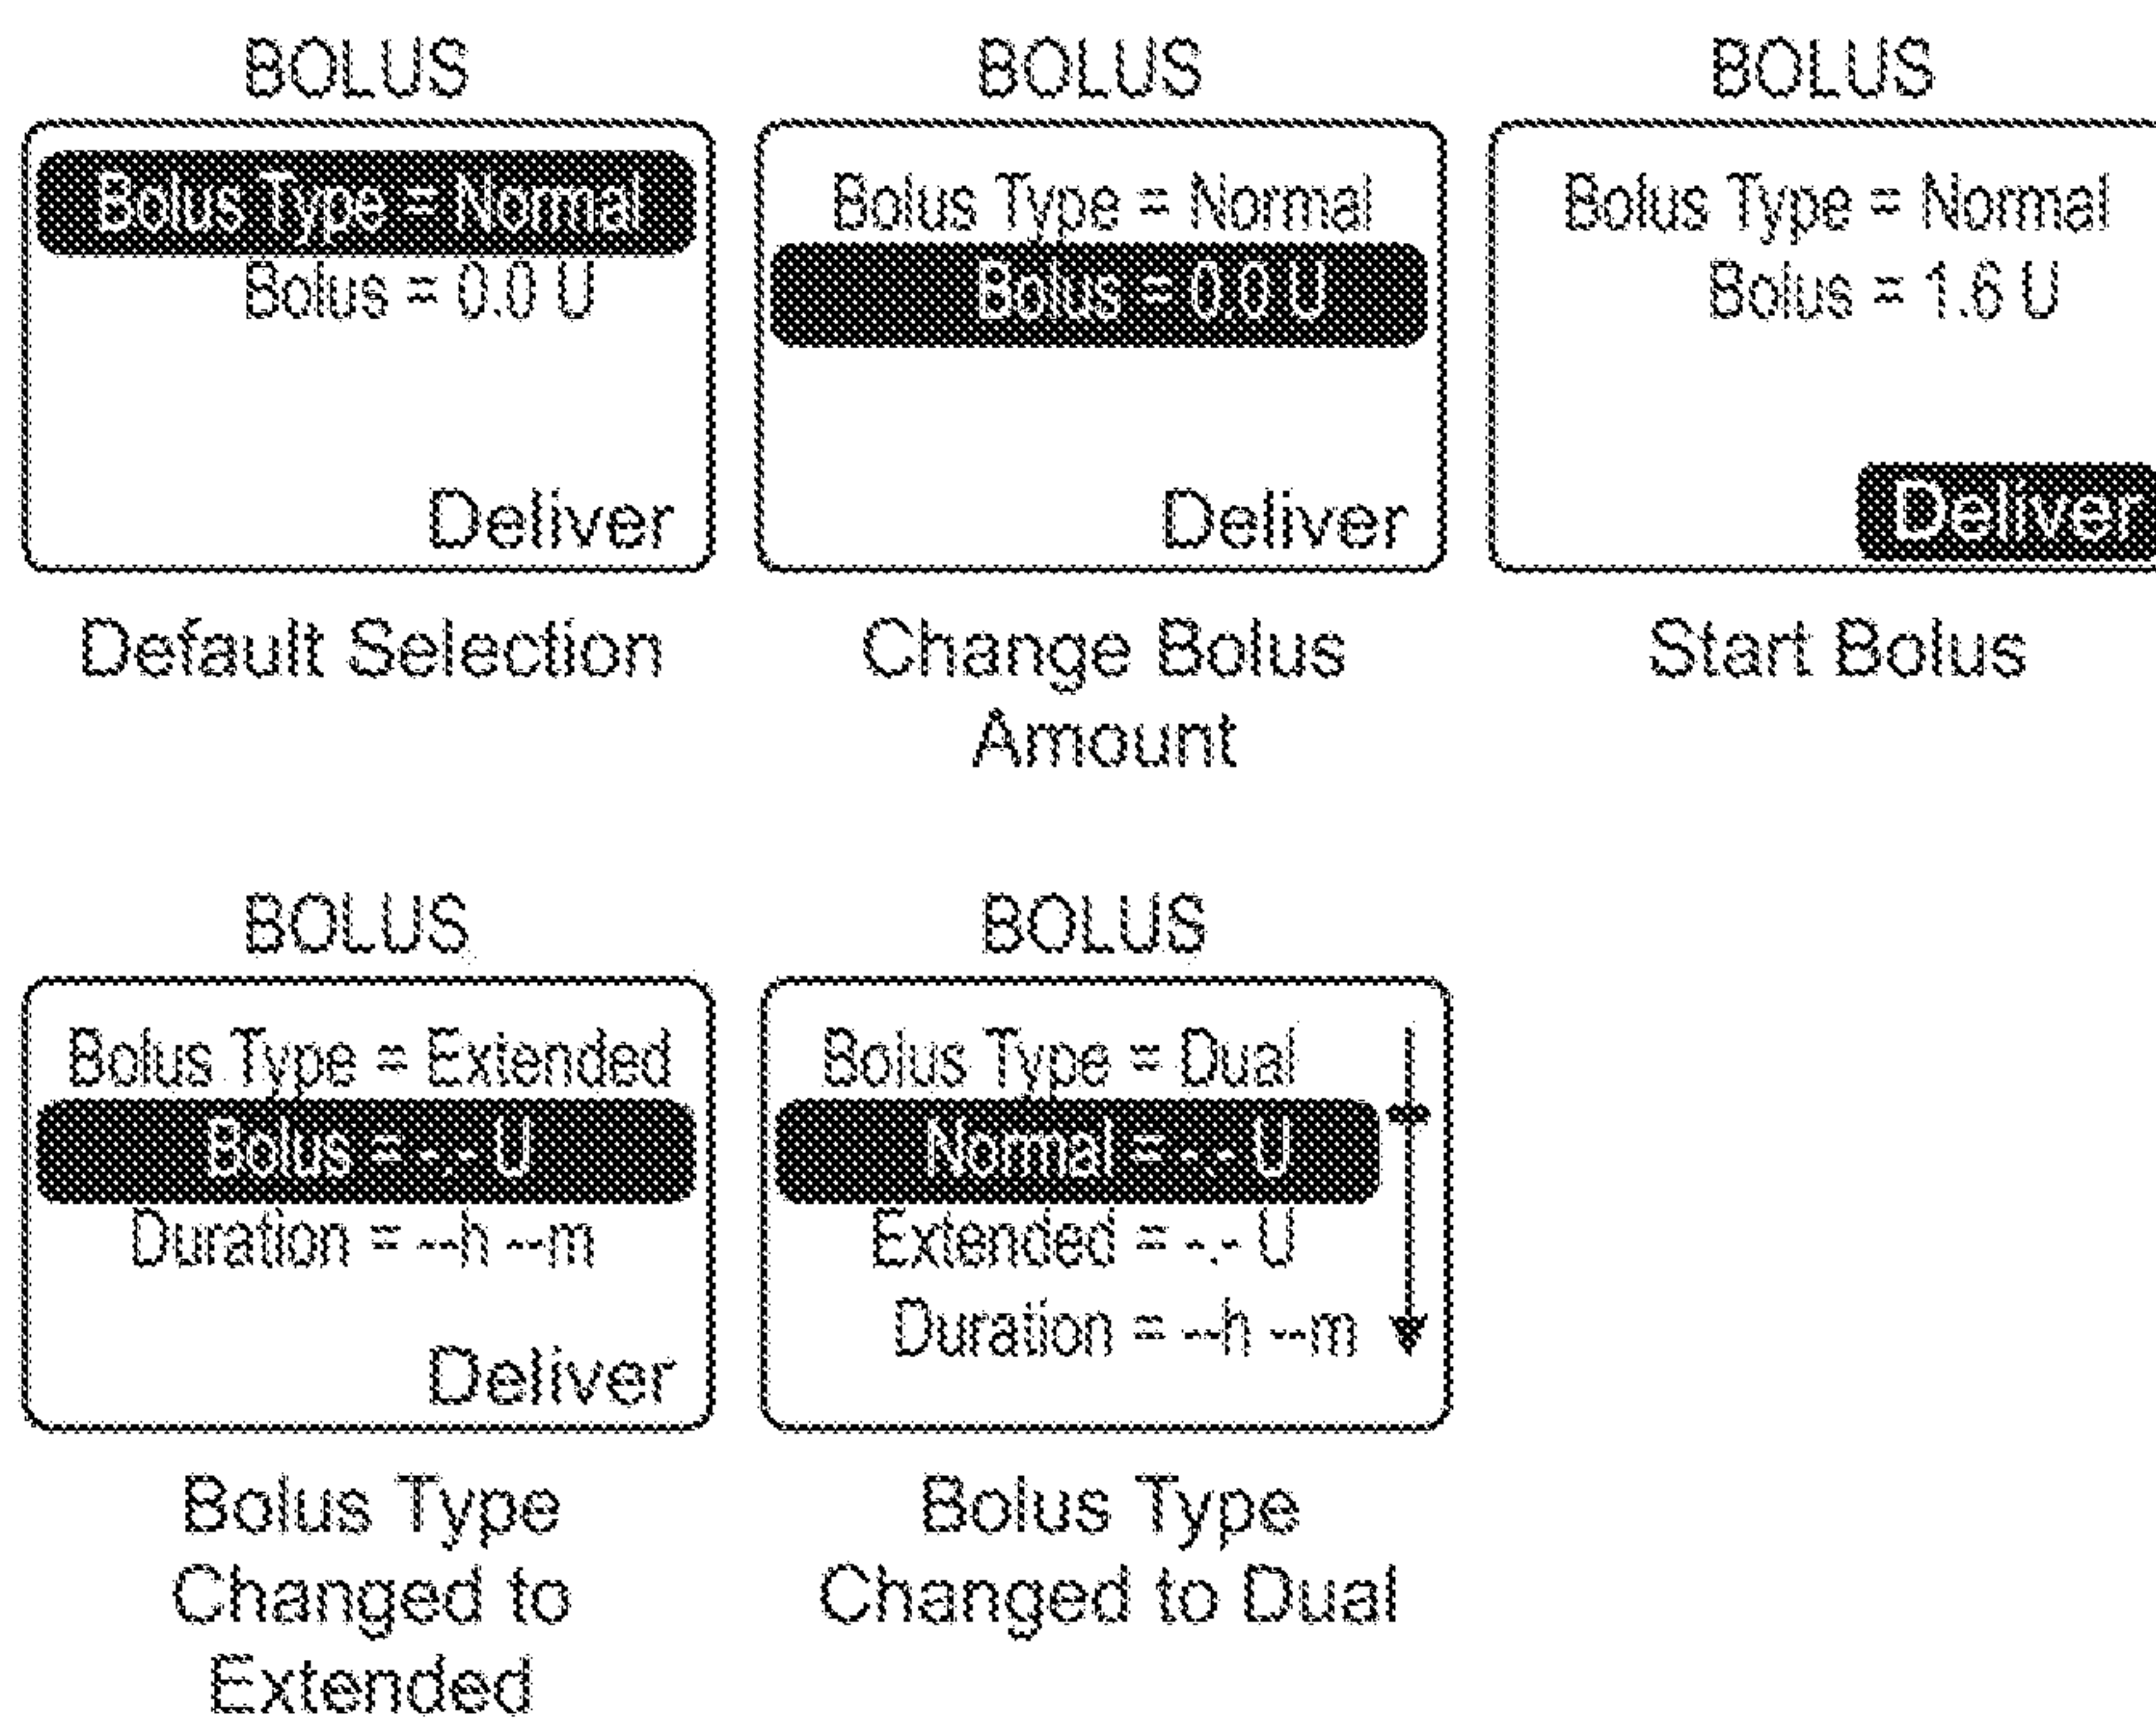 BOLUS
Bolus Type = Normal
Bolus = 0.0 U
Deliver
Default Selection
BOLUS
Bolus Type = Normal
Bolus = 0.0 U
Deliver
Change Bolus
Amount
BOLUS
Bolus Type = Normal
Bolus = 1.6 U
Deliver
Start Bolus
BOLUS
Bolus Type = Extended
Bolus = -.- U
Duration = --h --m
Deliver
Bolus Type
Changed to
Extended
BOLUS
Bolus Type = Dual
Normal = -.- U
Extended = -.- U
Duration = --h --m
Bolus Type
Changed to Dual